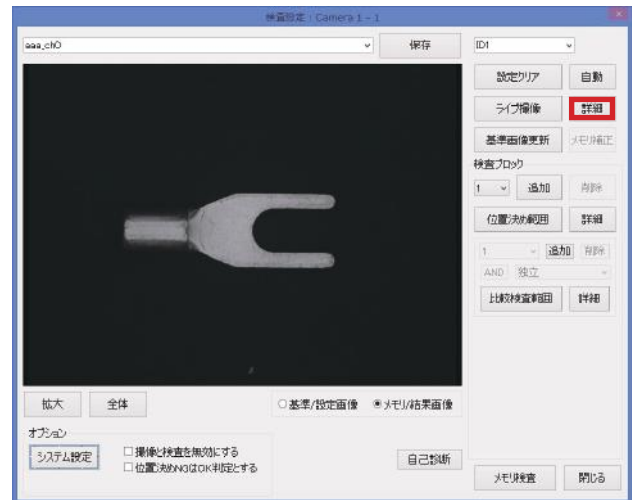 検査設定 : Camera 1 - 1
aaa_ch0
保存
ID1
設定クリア
自動
ライブ撮像
詳細
基準画像更新
メモリ補正
検査ブロック
1
追加
削除
位置決め範囲
詳細
1
追加
削除
AND
独立
比較検査範囲
詳細
拡大
全体
基準/設定画像
メモリ/結果画像
オプション
システム設定
撮像と検査を無効にする
位置決めNGはOK判定とする
自己診断
メモリ検査
閉じる